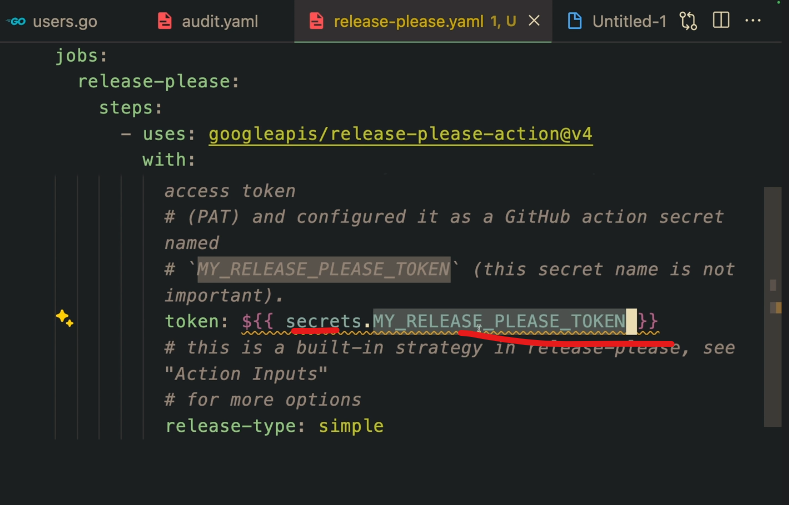 GO users.go audit.yaml release-please.yaml 1, U Untitled-1
jobs:
release-please:
steps:
- uses: googleapis/release-please-action@v4
with:
access token
# (PAT) and configured it as a GitHub action secret
named
# `MY_RELEASE_PLEASE_TOKEN` (this secret name is not
important).
token: ${{ secrets.MY_RELEASE_PLEASE_TOKEN }}
# this is a built-in strategy in release-please, see
"Action Inputs"
# for more options
release-type: simple